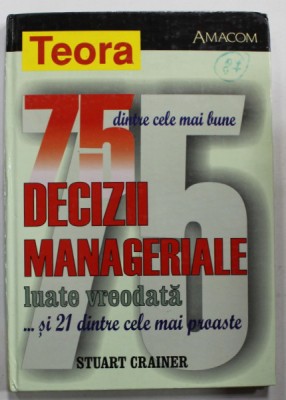 Teora
AMACOM
75
dintre cele mai bune
DECIZII
MANAGERIALE
luate vreodată
... și 21 dintre cele mai proaste
STUART CRAINER